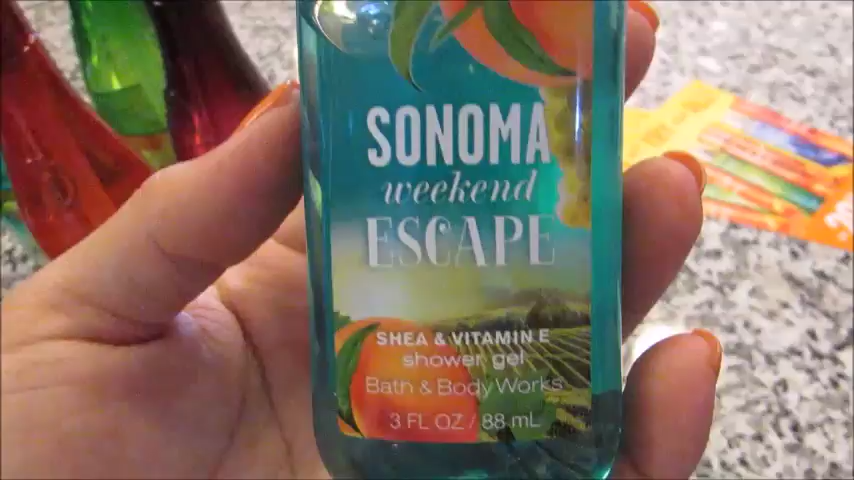 SONOMA
weekend
ESCAPE
SHEA & VITAMIN E
shower gel
Bath & Body Works
3 FL OZ / 88 mL